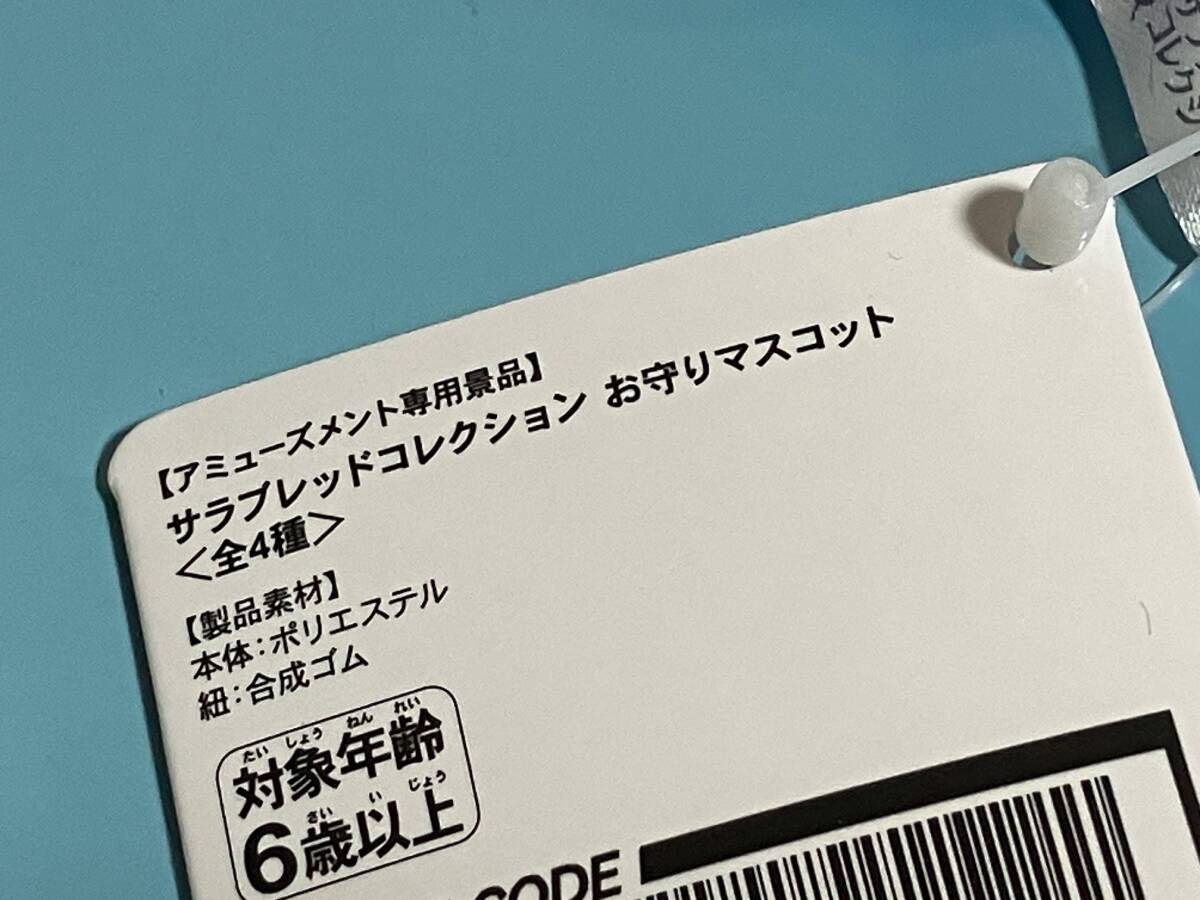 【アミューズメント専用景品】
サラブレッドコレクション お守りマスコット
＜全4種＞
【製品素材】
本体：ポリエステル
紐：合成ゴム
たいしょうねんれい
対象年齢
さいいじょう
6歳以上
CODE
コレクシ